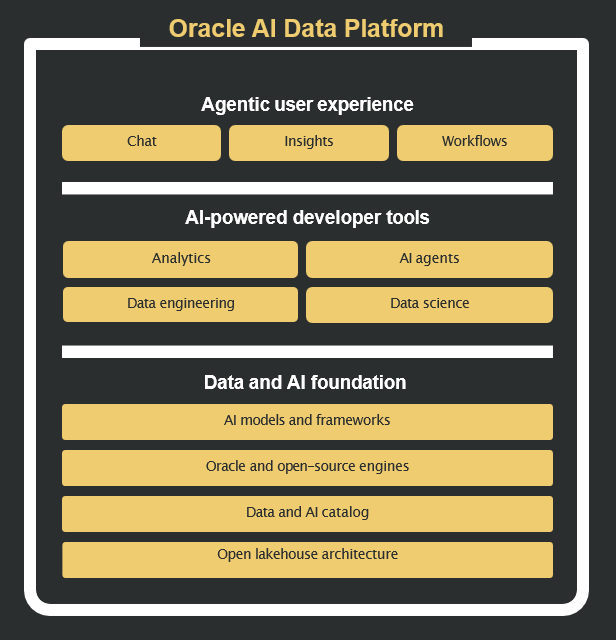 Oracle AI Data Platform
Agentic user experience
Chat
Insights
Workflows
AI-powered developer tools
Analytics
AI agents
Data engineering
Data science
Data and AI foundation
AI models and frameworks
Oracle and open-source engines
Data and AI catalog
Open lakehouse architecture